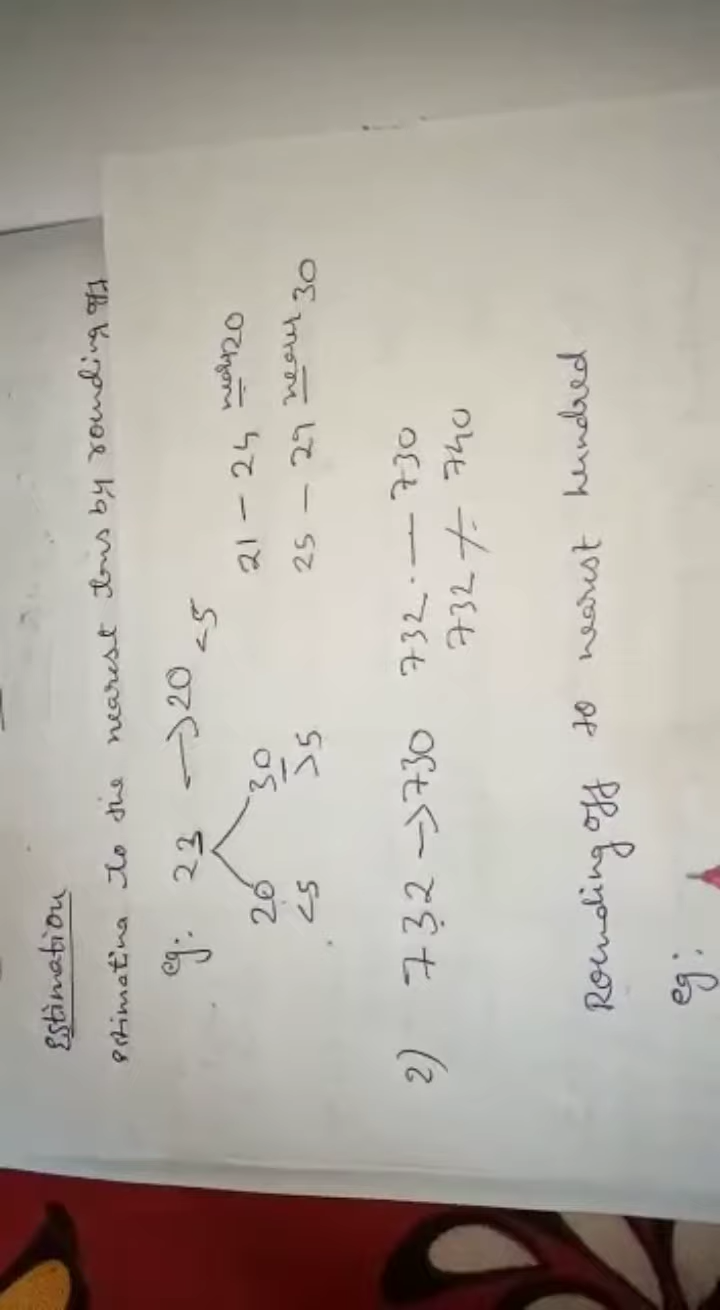 Estimation
estimating to the nearest tens by rounding off
eg: 23 → 20 <5
20 30
<5 >5
21 - 24 near 20
25 - 29 near 30
2) 732 → 730 732 - 730
732 740
Rounding off to nearest hundred
eg: